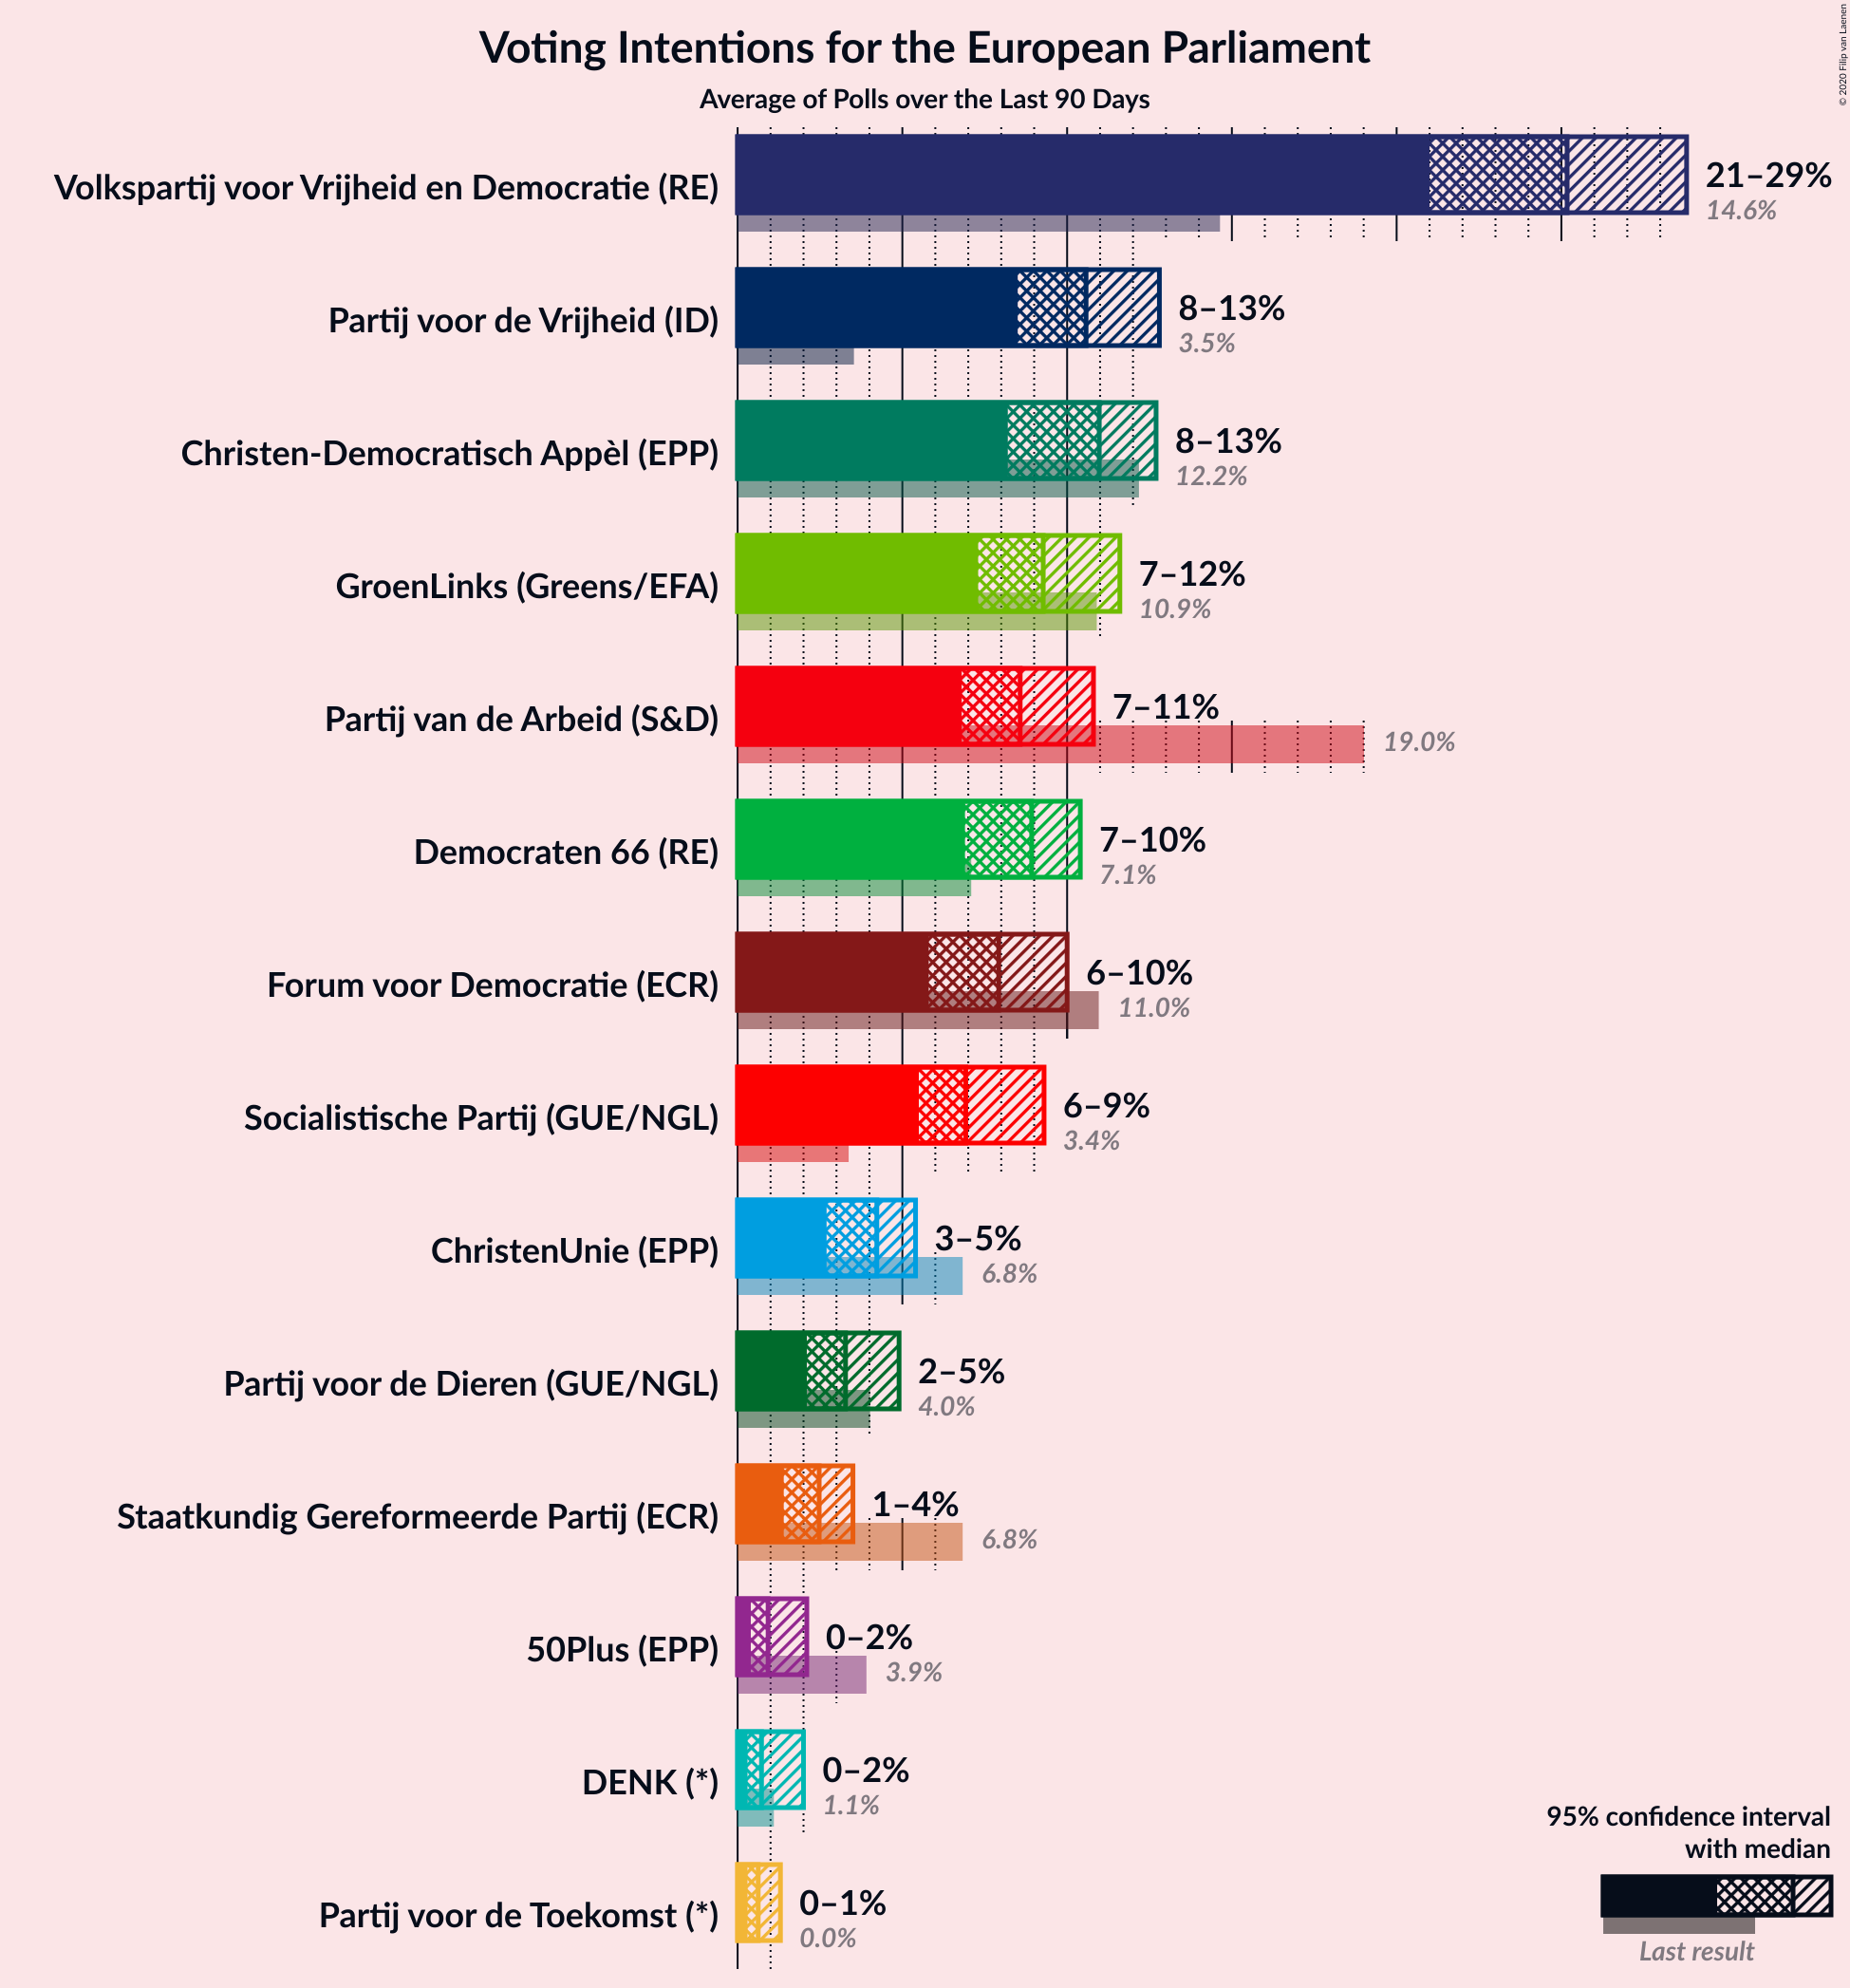 © 2020 Filip van Laenen
Voting Intentions for the European Parliament
Average of Polls over the Last 90 Days
Volkspartij voor Vrijheid en Democratie (RE)
21–29%
14.6%
Partij voor de Vrijheid (ID)
8–13%
3.5%
Christen-Democratisch Appèl (EPP)
8–13%
12.2%
GroenLinks (Greens/EFA)
7–12%
10.9%
Partij van de Arbeid (S&D)
7–11%
19.0%
Democraten 66 (RE)
7–10%
7.1%
Forum voor Democratie (ECR)
6–10%
11.0%
Socialistische Partij (GUE/NGL)
6–9%
3.4%
ChristenUnie (EPP)
3–5%
6.8%
Partij voor de Dieren (GUE/NGL)
2–5%
4.0%
Staatkundig Gereformeerde Partij (ECR)
1–4%
6.8%
50Plus (EPP)
0–2%
3.9%
DENK (*)
0–2%
1.1%
Partij voor de Toekomst (*)
0–1%
0.0%
95% confidence interval
with median
Last result